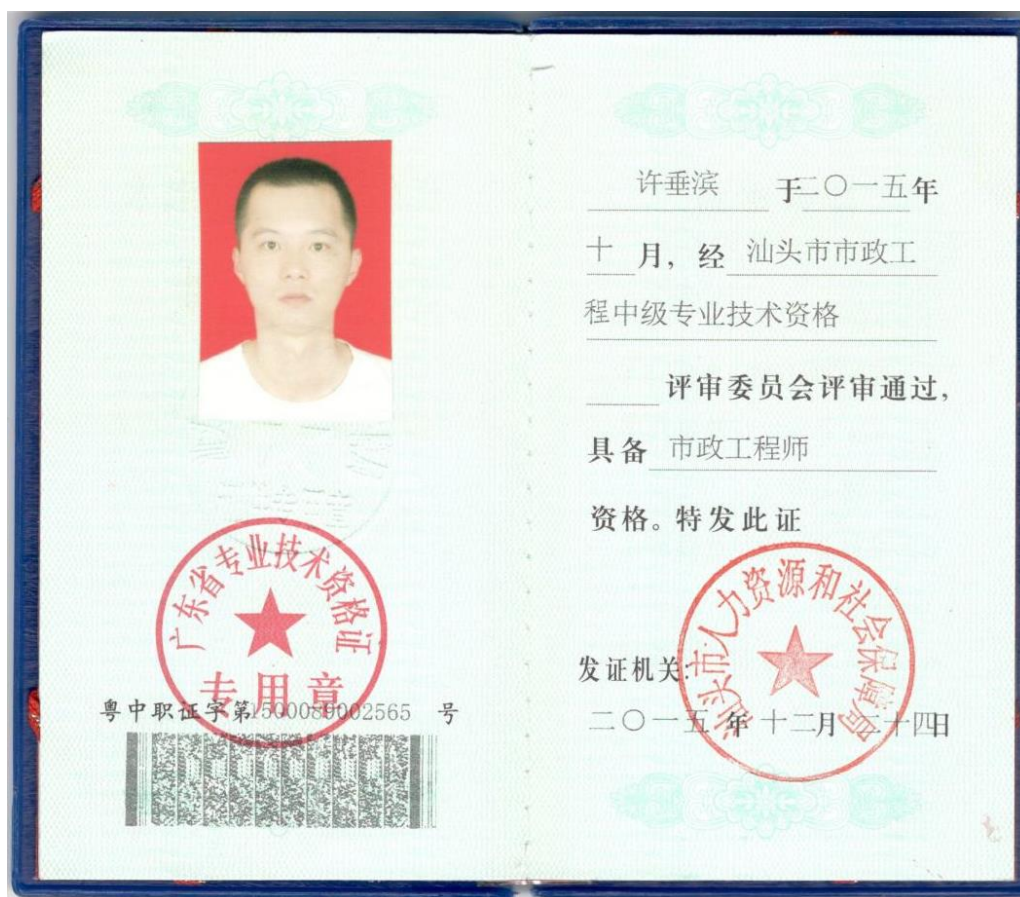 广东省专业技术资格证
专用章
粤中职证字第1500089002565 号
许垂滨 于二〇一五年
十 月, 经 汕头市市政工
程中级专业技术资格
评审委员会评审通过,
具备 市政工程师
资格。特发此证
汕头市人力资源和社会保障局
发证机关:
二〇一五 年 十二月 二十四日